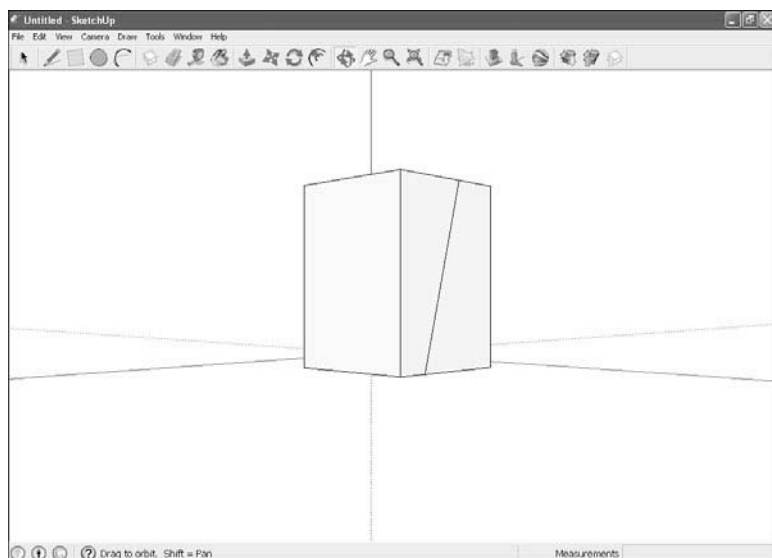 Untitled - SketchUp
File Edit View Camera Draw Tools Window Help
Drag to orbit. Shift = Pan Measurements